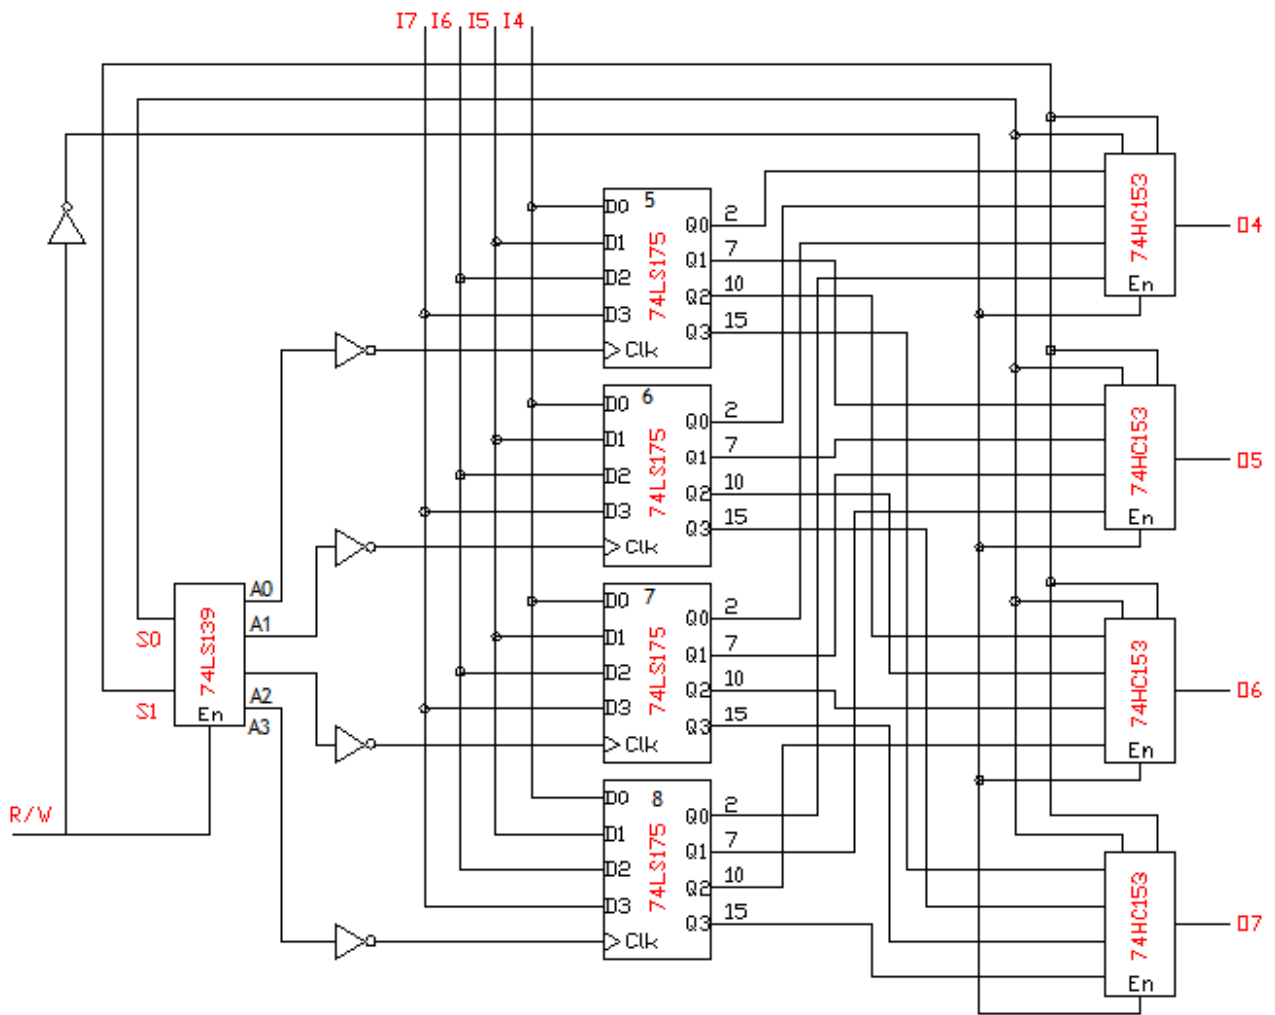 I7 I6 I5 I4
5
D0
D1
D2
D3
Clk
74LS175
Q0
Q1
Q2
Q3
2
7
10
15
74HC153
En
O4
6
D0
D1
D2
D3
Clk
74LS175
Q0
Q1
Q2
Q3
2
7
10
15
74HC153
En
O5
S0
S1
74LS139
En
A0
A1
A2
A3
R/W
7
D0
D1
D2
D3
Clk
74LS175
Q0
Q1
Q2
Q3
2
7
10
15
74HC153
En
O6
8
D0
D1
D2
D3
Clk
74LS175
Q0
Q1
Q2
Q3
2
7
10
15
74HC153
En
O7